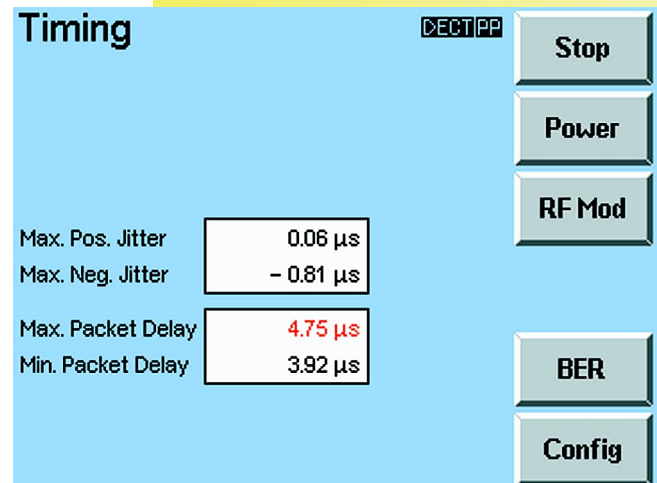 Timing
DECT PP
Stop
Power
RF Mod
Max. Pos. Jitter 0.06 µs
Max. Neg. Jitter – 0.81 µs
Max. Packet Delay 4.75 µs
Min. Packet Delay 3.92 µs
BER
Config